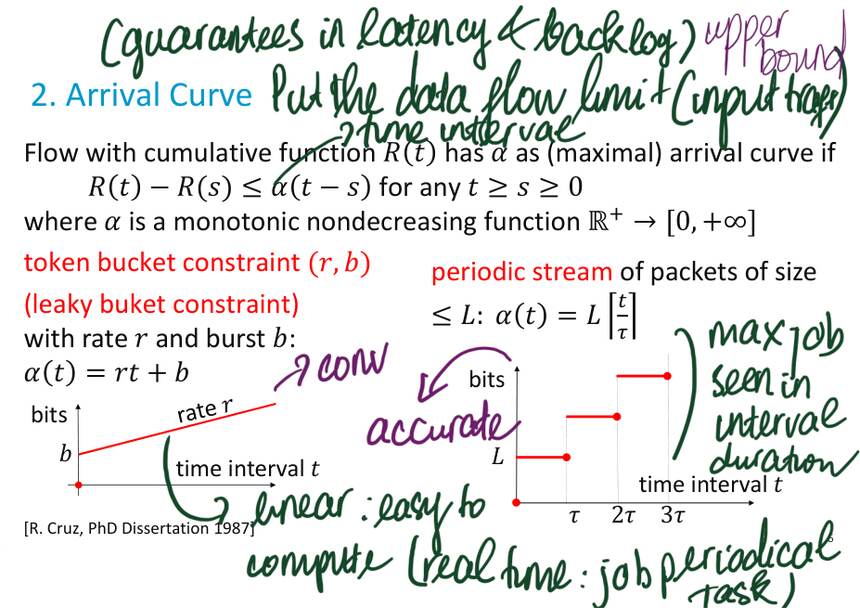 (guarantees in latency & backlog) upper bound
2. Arrival Curve Put the data flow limit (input
→ time interval
Flow with cumulative function R(t) has α as (maximal) arrival curve if
R(t) − R(s) ≤ α(t − s) for any t ≥ s ≥ 0
where α is a monotonic nondecreasing function ℝ⁺ → [0, +∞]
token bucket constraint (r, b)
(leaky buket constraint)
with rate r and burst b:
α(t) = rt + b
→ conv
bits
rate r
b
time interval t
[R. Cruz, PhD Dissertation 1987]
periodic stream of packets of size
≤ L: α(t) = L ⌈t/τ⌉
bits
accurate
L
time interval t
τ 2τ 3τ
max job
seen in
interval
duration
linear : easy to
compute (real time : job periodical
task)